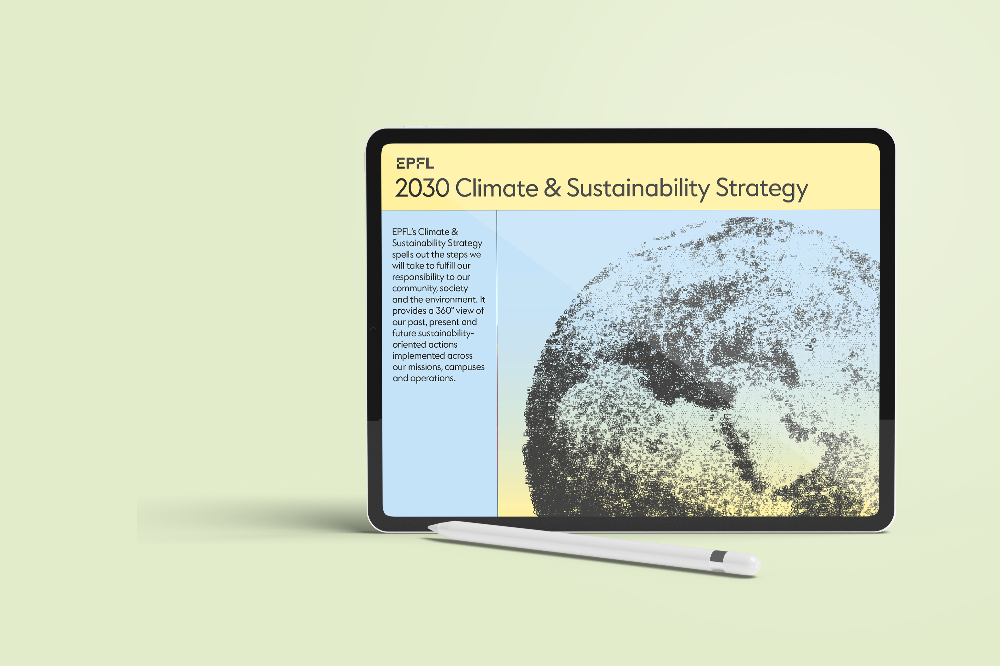 EPFL
2030 Climate & Sustainability Strategy
EPFL's Climate &
Sustainability Strategy
spells out the steps we
will take to fulfill our
responsibility to our
community, society
and the environment. It
provides a 360° view of
our past, present and
future sustainability-
oriented actions
implemented across
our missions, campuses
and operations.